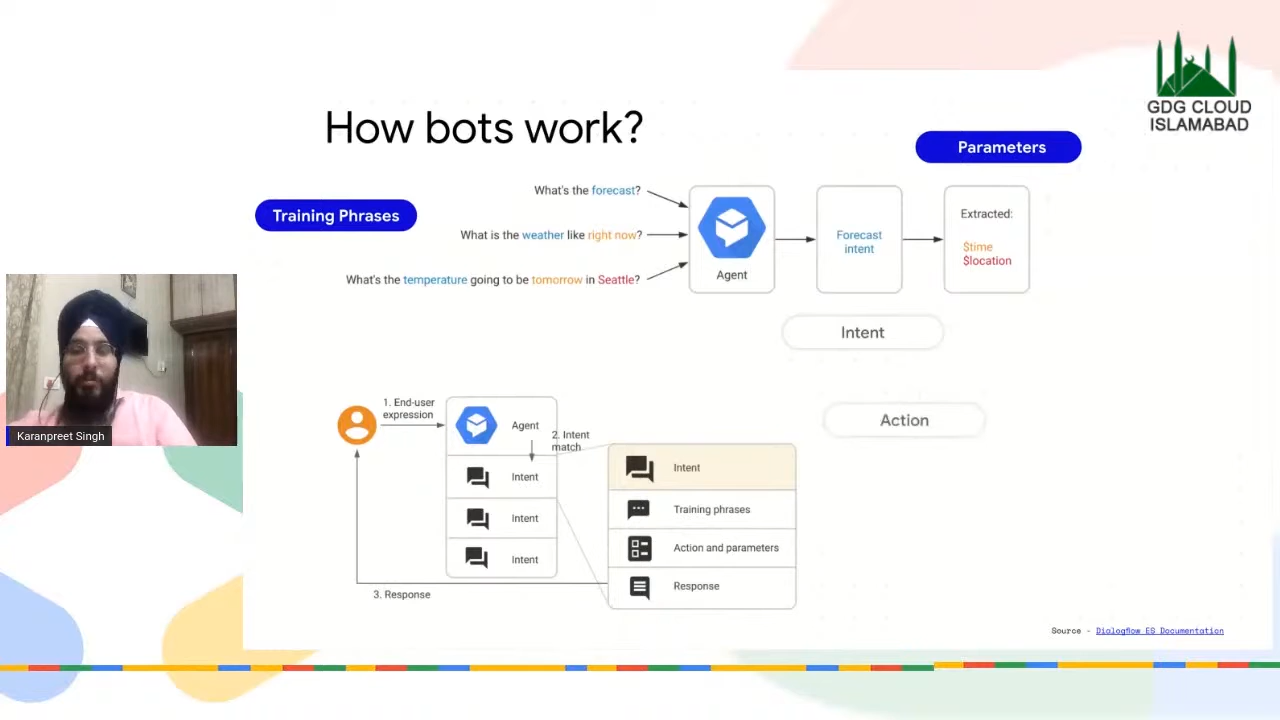 How bots work?
GDG CLOUD
ISLAMABAD
Parameters
Training Phrases
What's the forecast?
What is the weather like right now?
What's the temperature going to be tomorrow in Seattle?
Agent
Forecast
intent
Extracted:
$time
$location
Intent
Action
Karanpreet Singh
1. End-user
expression
Agent
2. Intent
match
Intent
Intent
Intent
Intent
Training phrases
Action and parameters
Response
3. Response
Source - Dialogflow ES Documentation